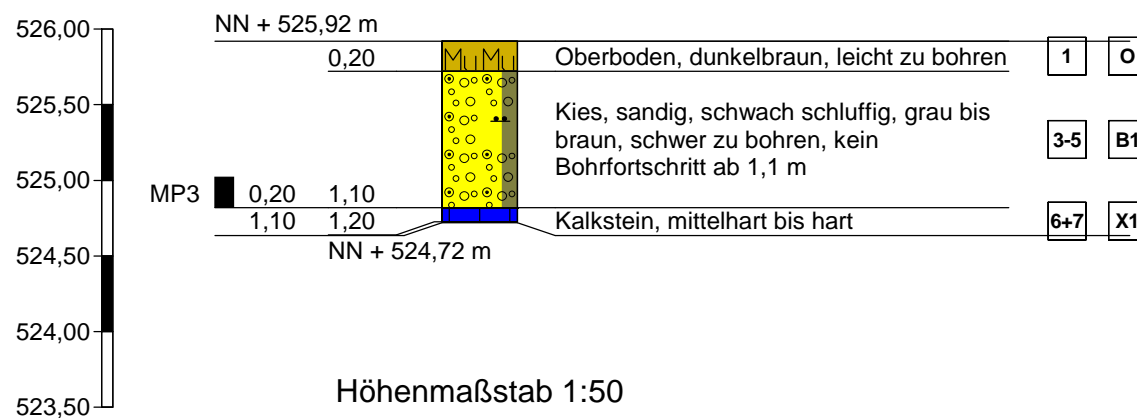 526,00
NN + 525,92 m
0,20
Mu Mu
Oberboden, dunkelbraun, leicht zu bohren
1
O
525,50
Kies, sandig, schwach schluffig, grau bis
braun, schwer zu bohren, kein
Bohrfortschritt ab 1,1 m
3-5
B1
525,00
MP3
0,20 1,10
1,10 1,20
Kalkstein, mittelhart bis hart
6+7
X1
NN + 524,72 m
524,50
524,00
Höhenmaßstab 1:50
523,50